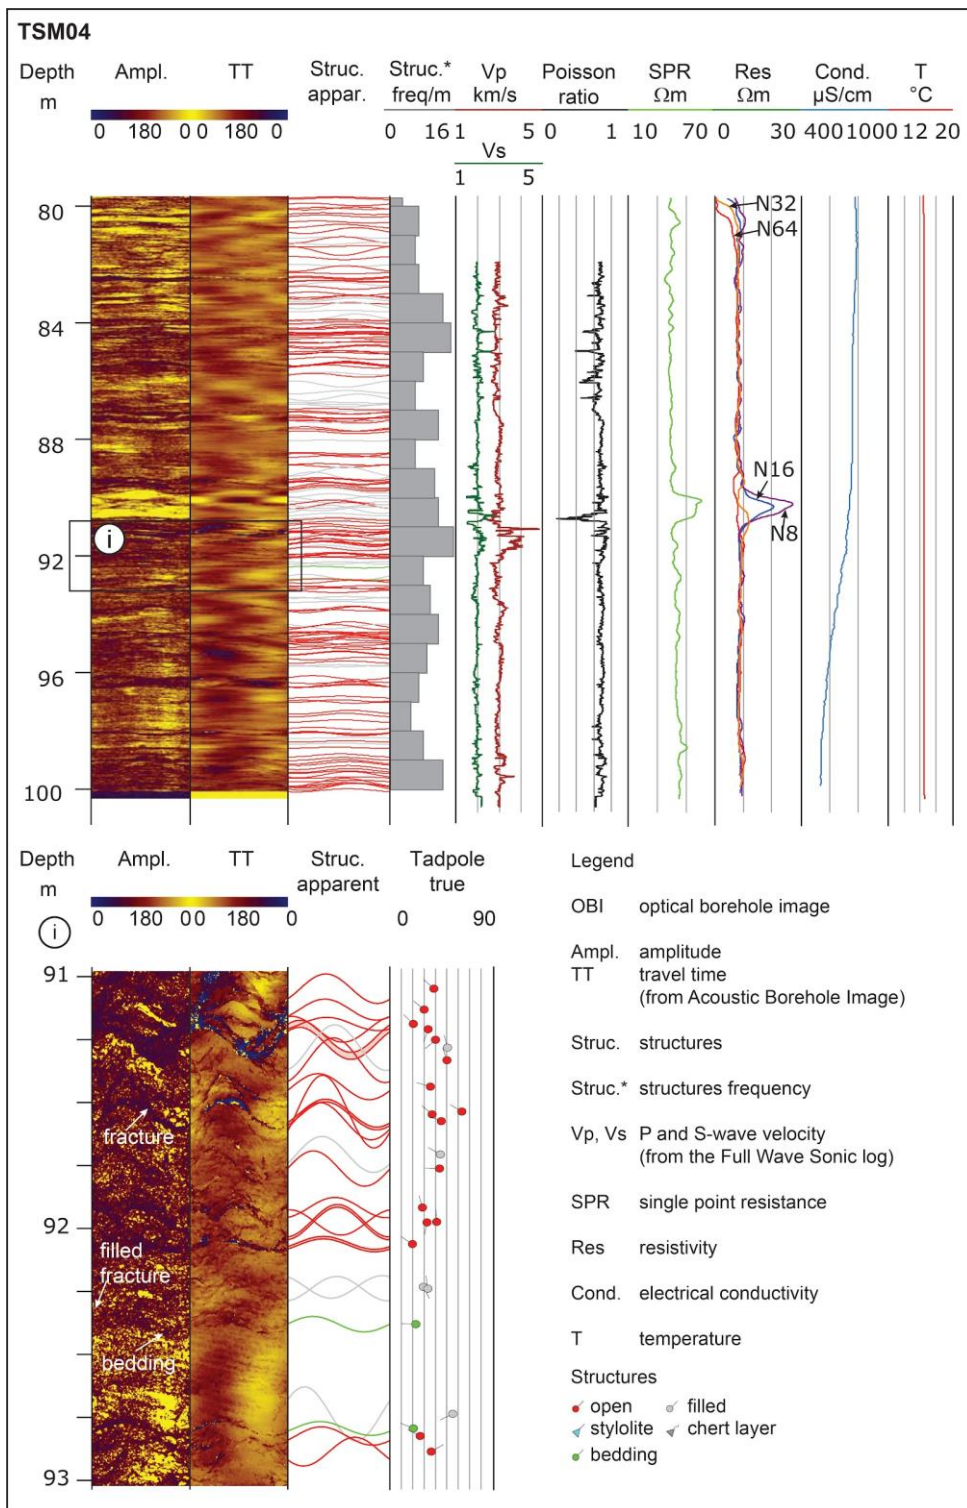 TSM04
Depth Ampl. TT Struc. Struc.* Vp Poisson SPR Res Cond. T
m appar. freq/m km/s ratio Ωm Ωm µS/cm °C
0 180 0 0 180 0 0 16 1 5 0 1 10 70 0 30 400 1000 12 20
Vs
1 5
80
N32
N64
84
88
N16
N8
i
92
96
100
Depth Ampl. TT Struc. Tadpole
m apparent true
0 180 0 0 180 0 0 90
i
91
fracture
92
filled
fracture
bedding
93
Legend
OBI optical borehole image
Ampl. amplitude
TT travel time
(from Acoustic Borehole Image)
Struc. structures
Struc.* structures frequency
Vp, Vs P and S-wave velocity
(from the Full Wave Sonic log)
SPR single point resistance
Res resistivity
Cond. electrical conductivity
T temperature
Structures
open filled
stylolite chert layer
bedding